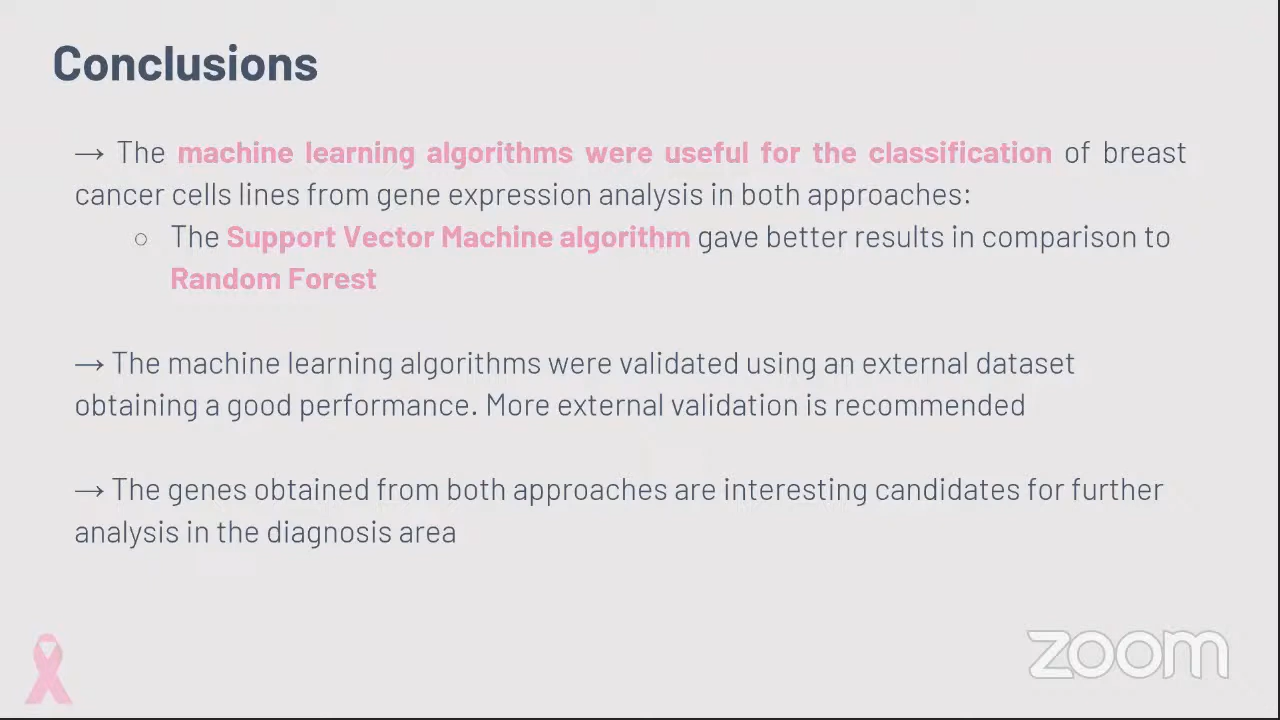 Conclusions
→ The machine learning algorithms were useful for the classification of breast
cancer cells lines from gene expression analysis in both approaches:
○ The Support Vector Machine algorithm gave better results in comparison to
Random Forest
→ The machine learning algorithms were validated using an external dataset
obtaining a good performance. More external validation is recommended
→ The genes obtained from both approaches are interesting candidates for further
analysis in the diagnosis area
zoom